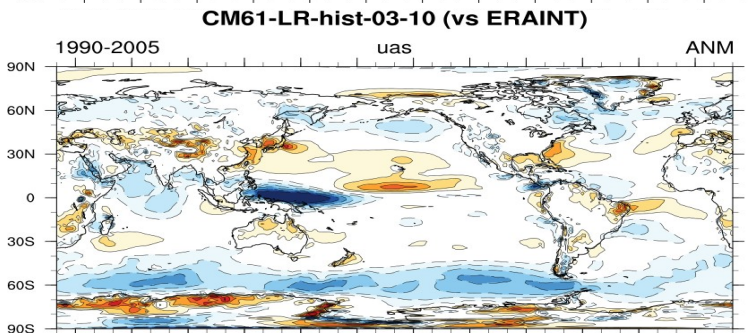 CM61-LR-hist-03-10 (vs ERAINT)
1990-2005 uas ANM
90N
60N
30N
0
30S
60S
90S